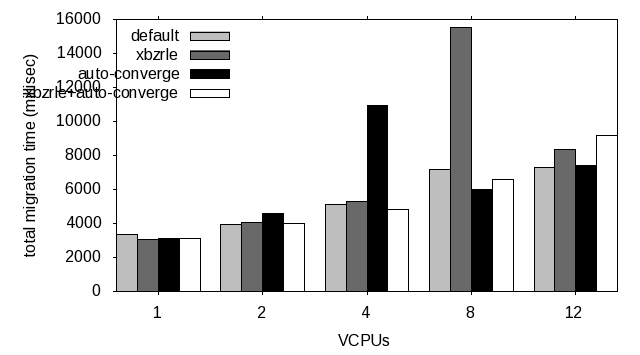 16000
14000
12000
10000
8000
6000
4000
2000
0
total migration time (millisec)
default
xbzrle
auto-converge
xbzrle+auto-converge
1 2 4 8 12
VCPUs